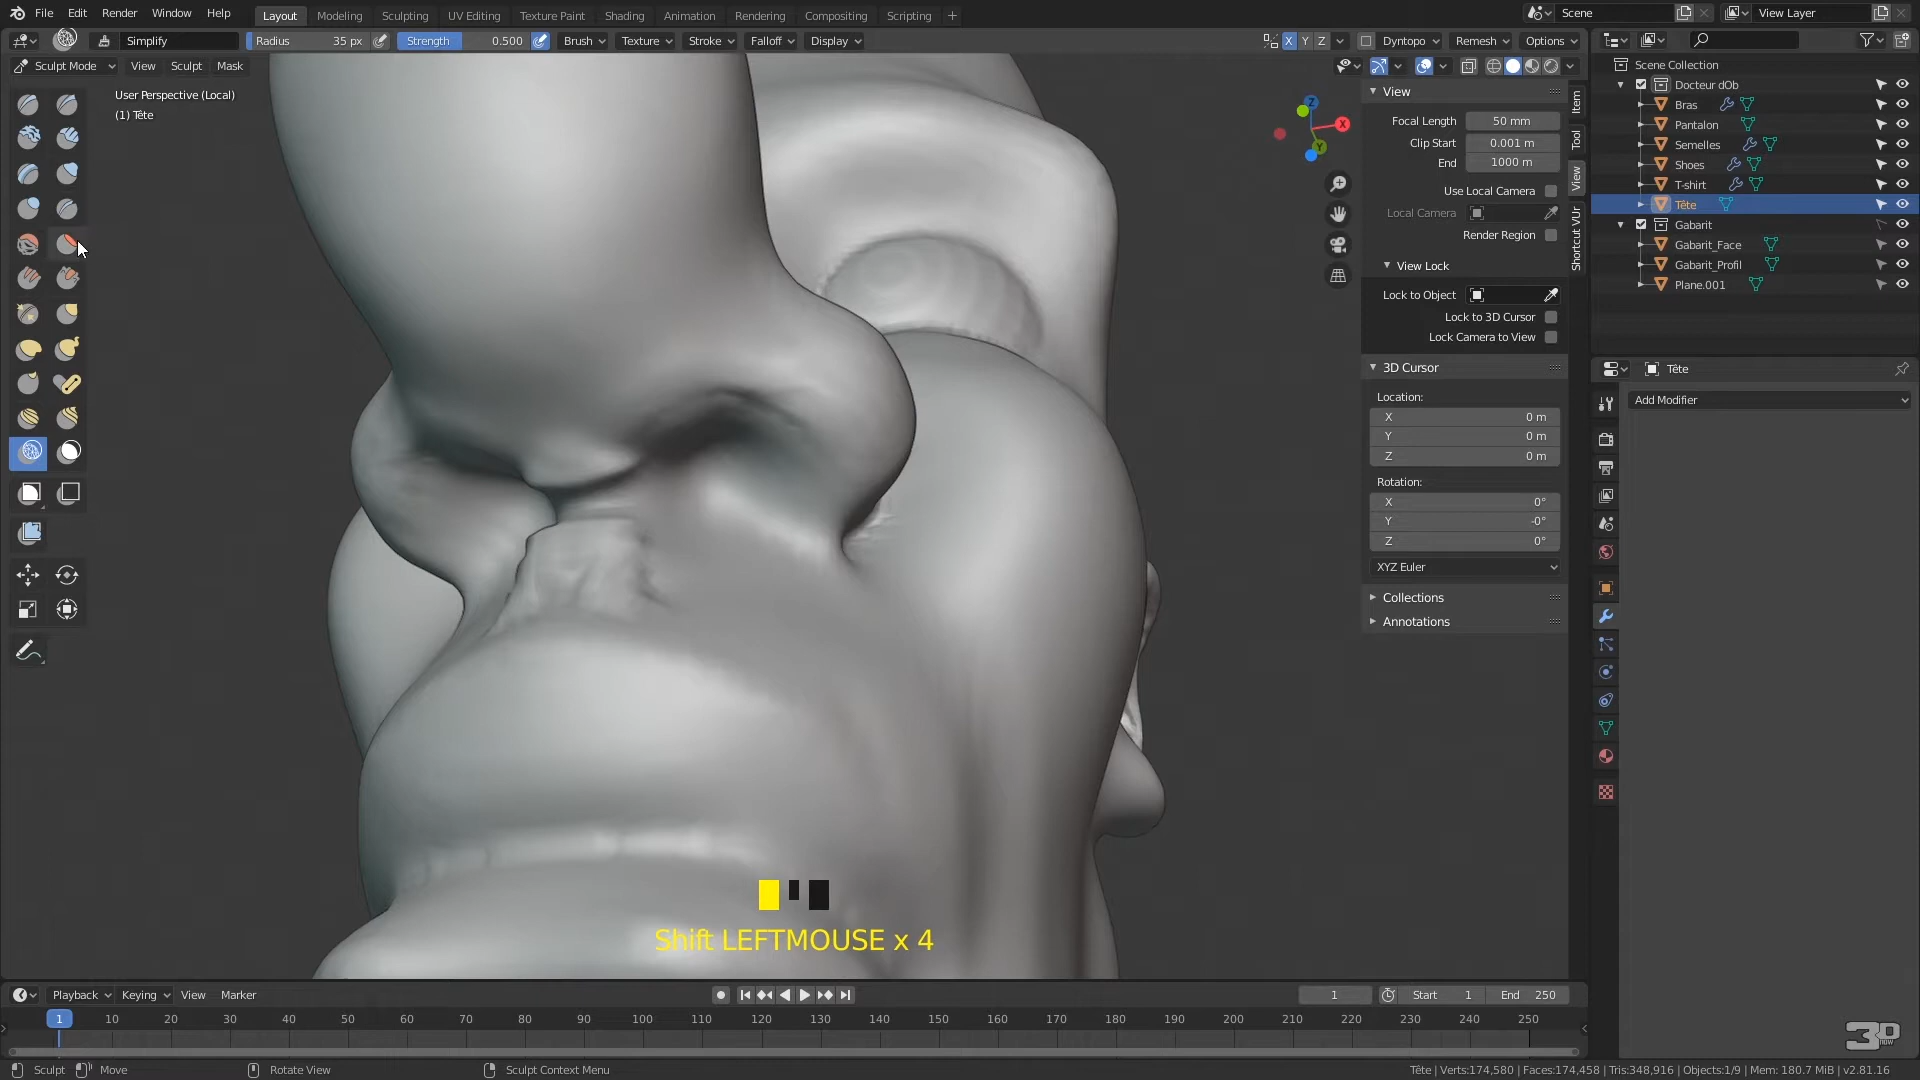 File Edit Render Window Help Layout Modeling Sculpting UV Editing Texture Paint Shading Animation Rendering Compositing Scripting + Scene View Layer
Simplify Radius 35 px Strength 0.500 Brush Texture Stroke Falloff Display X Y Z Dyntopo Remesh Options
Sculpt Mode View Sculpt Mask
User Perspective (Local)
(1) Tête
Z
X
Y
View
Focal Length 50 mm
Clip Start 0.001 m
End 1000 m
Use Local Camera
Local Camera
Render Region
View Lock
Lock to Object
Lock to 3D Cursor
Lock Camera to View
3D Cursor
Location:
X 0 m
Y 0 m
Z 0 m
Rotation:
X 0°
Y -0°
Z 0°
XYZ Euler
Collections
Annotations
Item
Tool
View
Shortcut VUr
Scene Collection
Docteur dOb
Bras
Pantalon
Semelles
Shoes
T-shirt
Tête
Gabarit
Gabarit_Face
Gabarit_Profil
Plane.001
Tête
Add Modifier
Shift LEFTMOUSE x 4
Playback Keying View Marker 1 Start 1 End 250
1 10 20 30 40 50 60 70 80 90 100 110 120 130 140 150 160 170 180 190 200 210 220 230 240 250
3D now
Sculpt Move Rotate View Sculpt Context Menu Tête | Verts:174,580 | Faces:174,458 | Tris:348,916 | Objects:1/9 | Mem: 180.7 MiB | v2.81.16